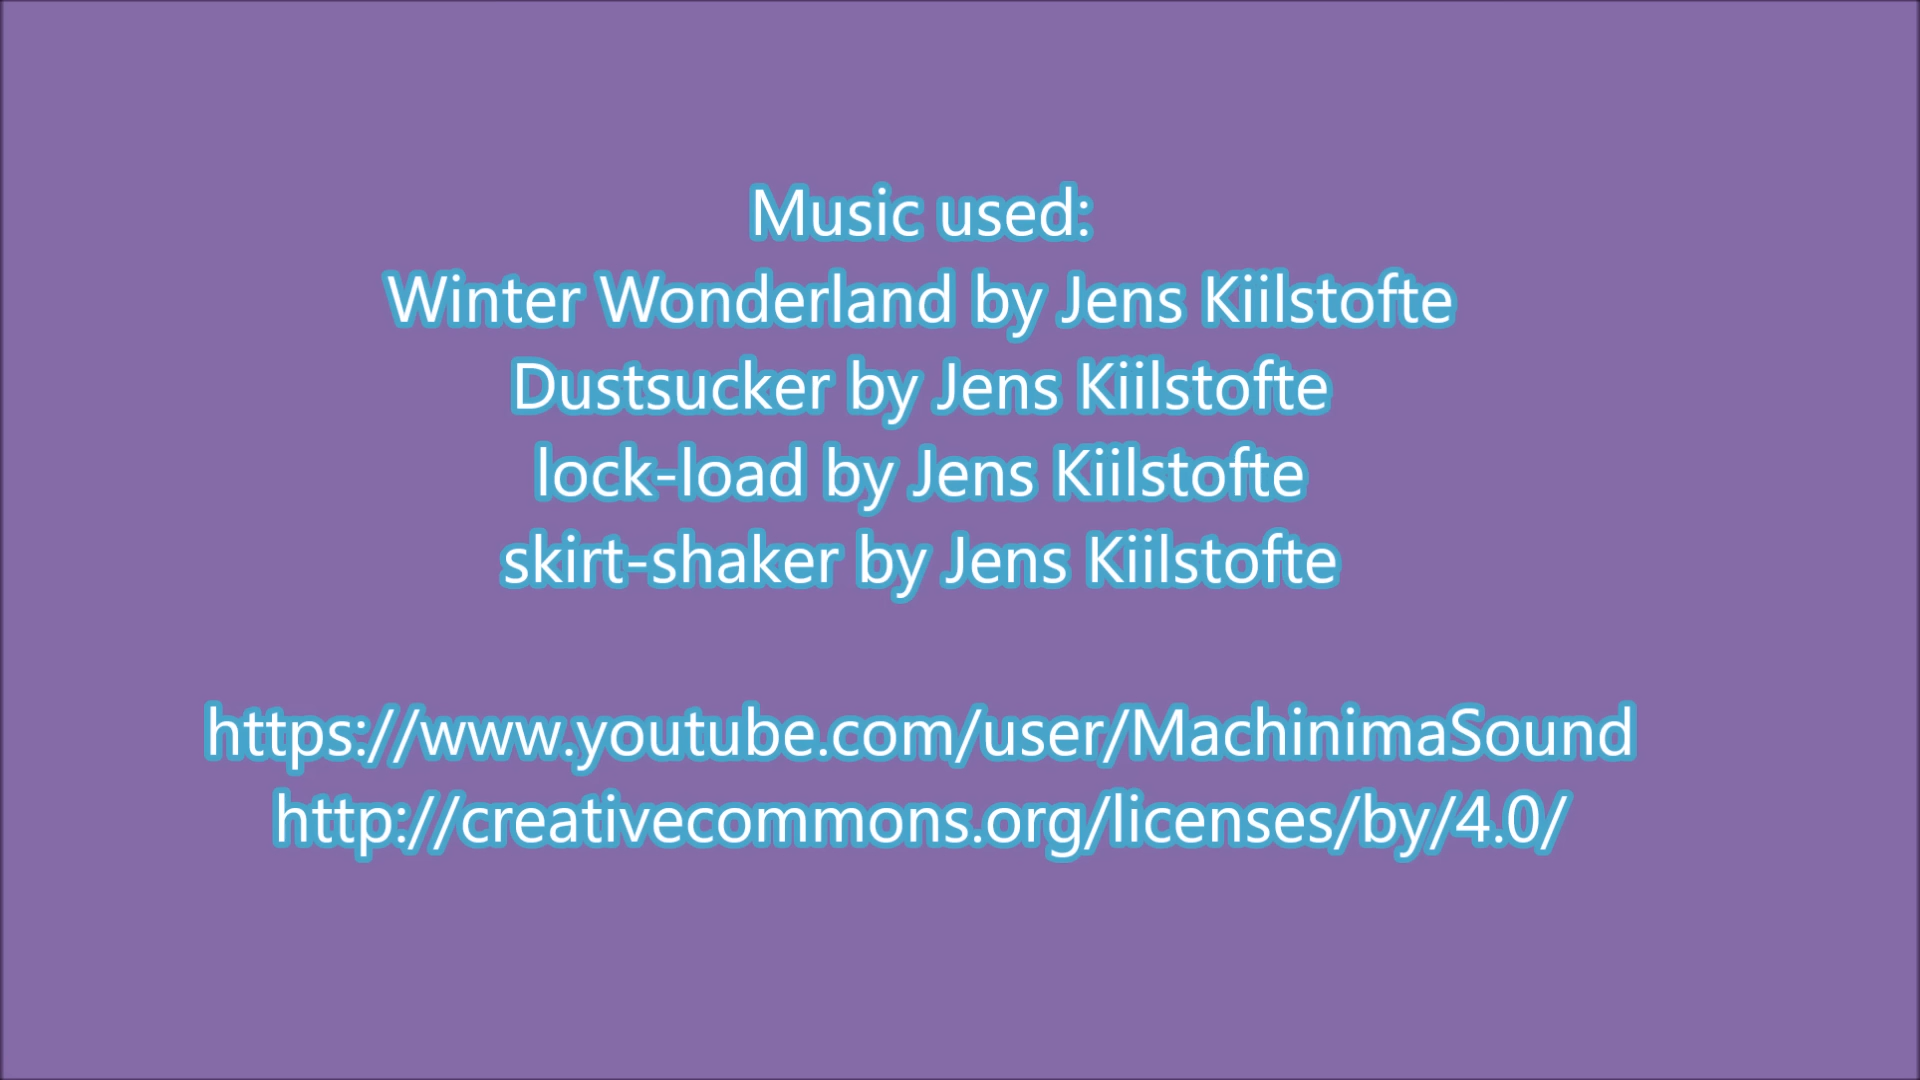 Music used:
Winter Wonderland by Jens Kiilstofte
Dustsucker by Jens Kiilstofte
lock-load by Jens Kiilstofte
skirt-shaker by Jens Kiilstofte
https://www.youtube.com/user/MachinimaSound
http://creativecommons.org/licenses/by/4.0/